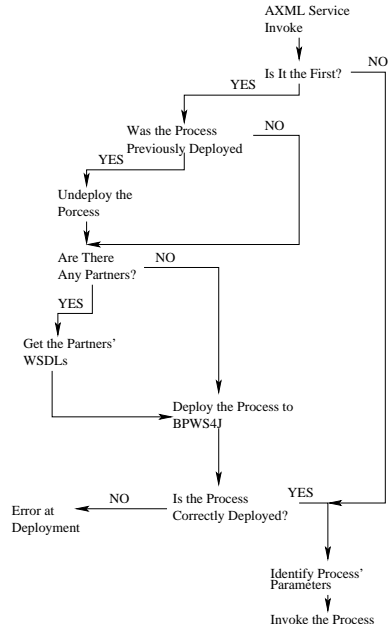 AXML Service
Invoke
NO
Is It the First?
YES
Was the Process
Previously Deployed
NO
YES
Undeploy the
Porcess
Are There
Any Partners?
NO
YES
Get the Partners'
WSDLs
Deploy the Process to
BPWS4J
NO
Is the Process
Correctly Deployed?
YES
Error at
Deployment
Identify Process'
Parameters
Invoke the Process